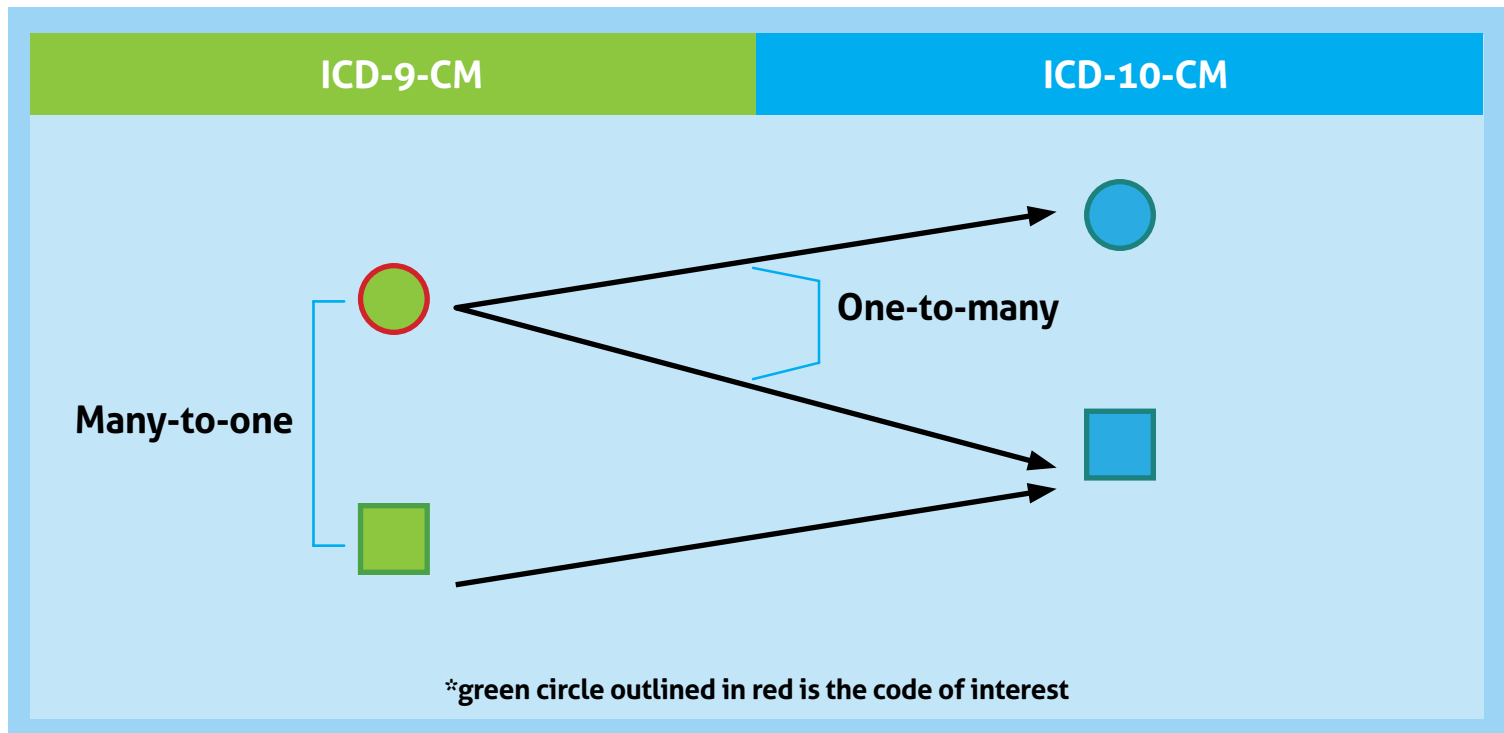 ICD-9-CM
ICD-10-CM
One-to-many
Many-to-one
*green circle outlined in red is the code of interest